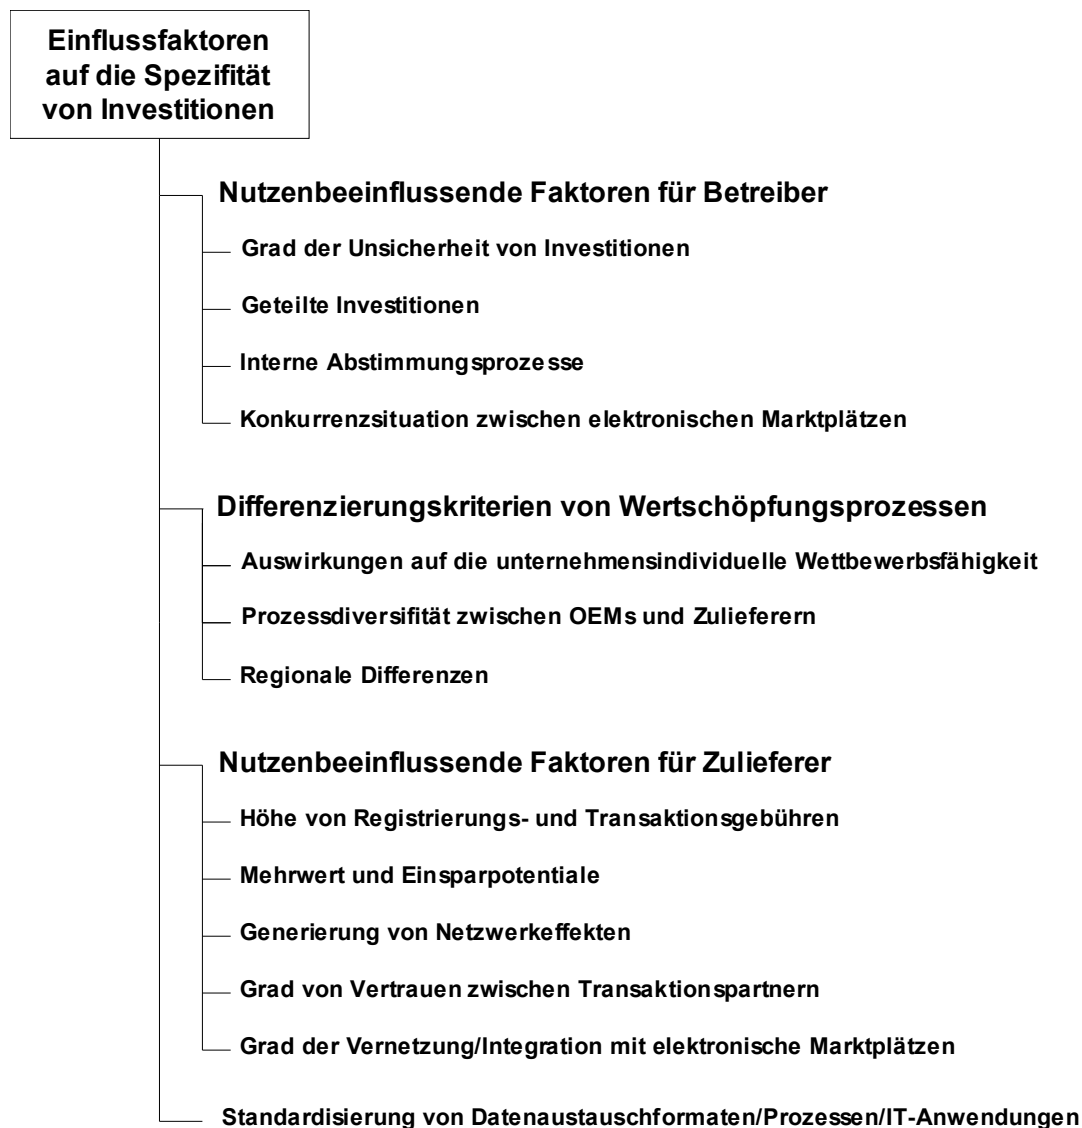 Einflussfaktoren
auf die Spezifität
von Investitionen
Nutzenbeeinflussende Faktoren für Betreiber
Grad der Unsicherheit von Investitionen
Geteilte Investitionen
Interne Abstimmungsprozesse
Konkurrenzsituation zwischen elektronischen Marktplätzen
Differenzierungskriterien von Wertschöpfungsprozessen
Auswirkungen auf die unternehmensindividuelle Wettbewerbsfähigkeit
Prozessdiversifität zwischen OEMs und Zulieferern
Regionale Differenzen
Nutzenbeeinflussende Faktoren für Zulieferer
Höhe von Registrierungs- und Transaktionsgebühren
Mehrwert und Einsparpotentiale
Generierung von Netzwerkeffekten
Grad von Vertrauen zwischen Transaktionspartnern
Grad der Vernetzung/Integration mit elektronische Marktplätzen
Standardisierung von Datenaustauschformaten/Prozessen/IT-Anwendungen